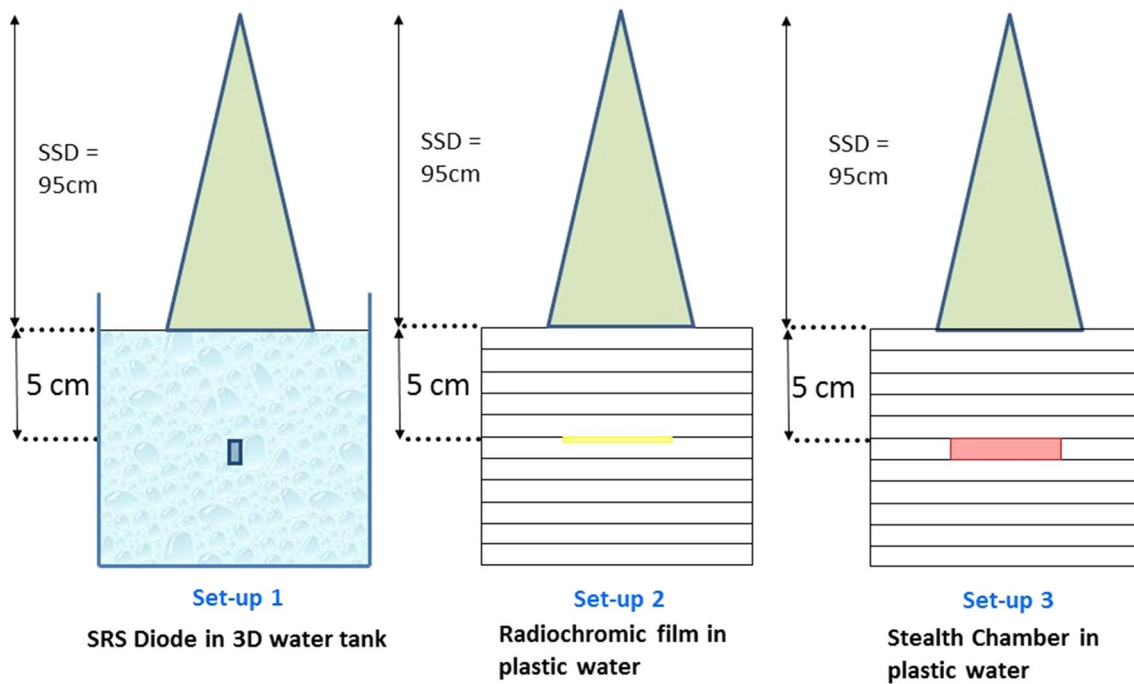 SSD =
95cm
5 cm
Set-up 1
SRS Diode in 3D water tank
SSD =
95cm
5 cm
Set-up 2
Radiochromic film in
plastic water
SSD =
95cm
5 cm
Set-up 3
Stealth Chamber in
plastic water